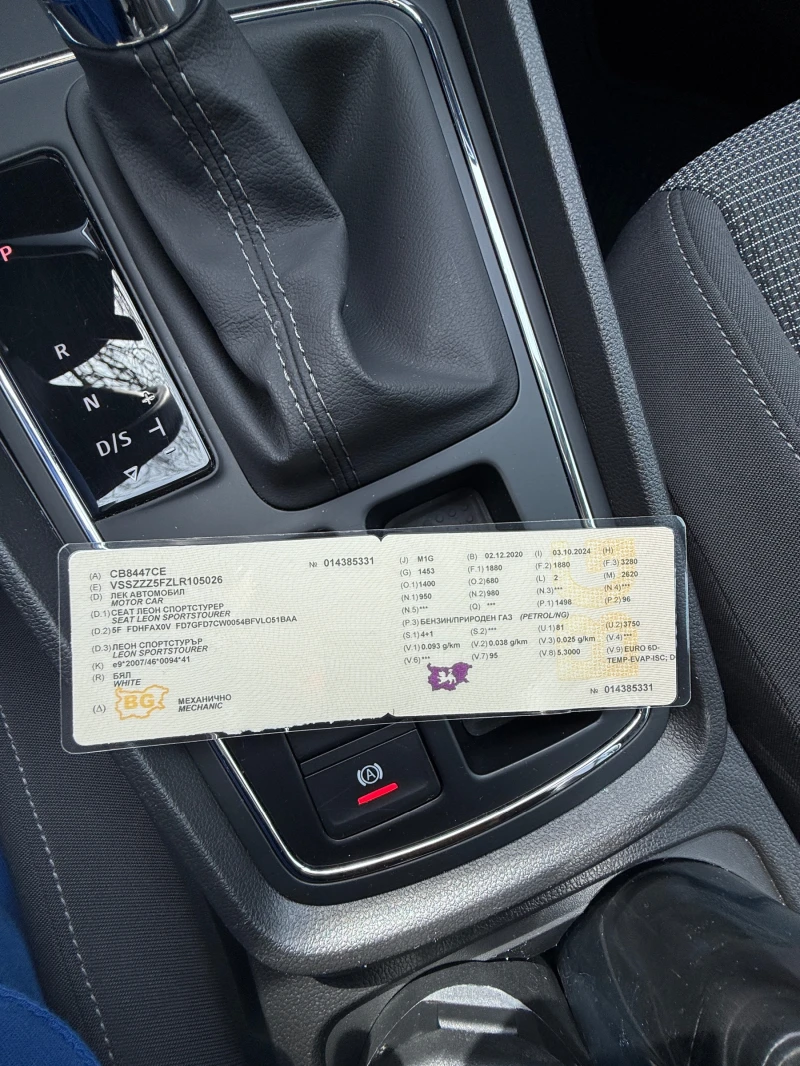 P
R
N
+
D/S
-
№ 014385331
(A) CB8447CE
(E) VSSZZZ5FZLR105026
ЛЕК АВТОМОБИЛ
MOTOR CAR
(D.1) СЕАТ ЛЕОН СПОРТСТУРЕР
SEAT LEON SPORTSTOURER
(D.2) 5F FDHFAX0V FD7GFD7CW0054BFVLO51BAA
(D.3) ЛЕОН СПОРТСТУРЪР
LEON SPORTSTOURER
(K) e9*2007/46*0094*41
(R) БЯЛ
WHITE
(Δ) BG МЕХАНИЧНО
MECHANIC
(J) M1G (B) 02.12.2020 (I) 03.10.2024 (H)
(G) 1453 (F.1) 1880 (F.2) 1880 (F.3) 3280
(O.1) 1400 (O.2) 680 (L) 2 (M) 2620
(N.1) 950 (N.2) 980 (N.3)*** (N.4)***
(N.5)*** (Q) *** (P.1) 1498 (P.2) 96
(P.3) БЕНЗИН/ПРИРОДЕН ГАЗ (PETROL/NG)
(S.1) 4+1 (S.2)*** (U.1) 81 (U.2) 3750
(V.1) 0.093 g/km (V.2) 0.038 g/km (V.3) 0.025 g/km (V.4)***
(V.6)*** (V.7) 95 (V.8) 5.3000 (V.9) EURO 6D-
TEMP-EVAP-ISC; D
№ 014385331
(A)